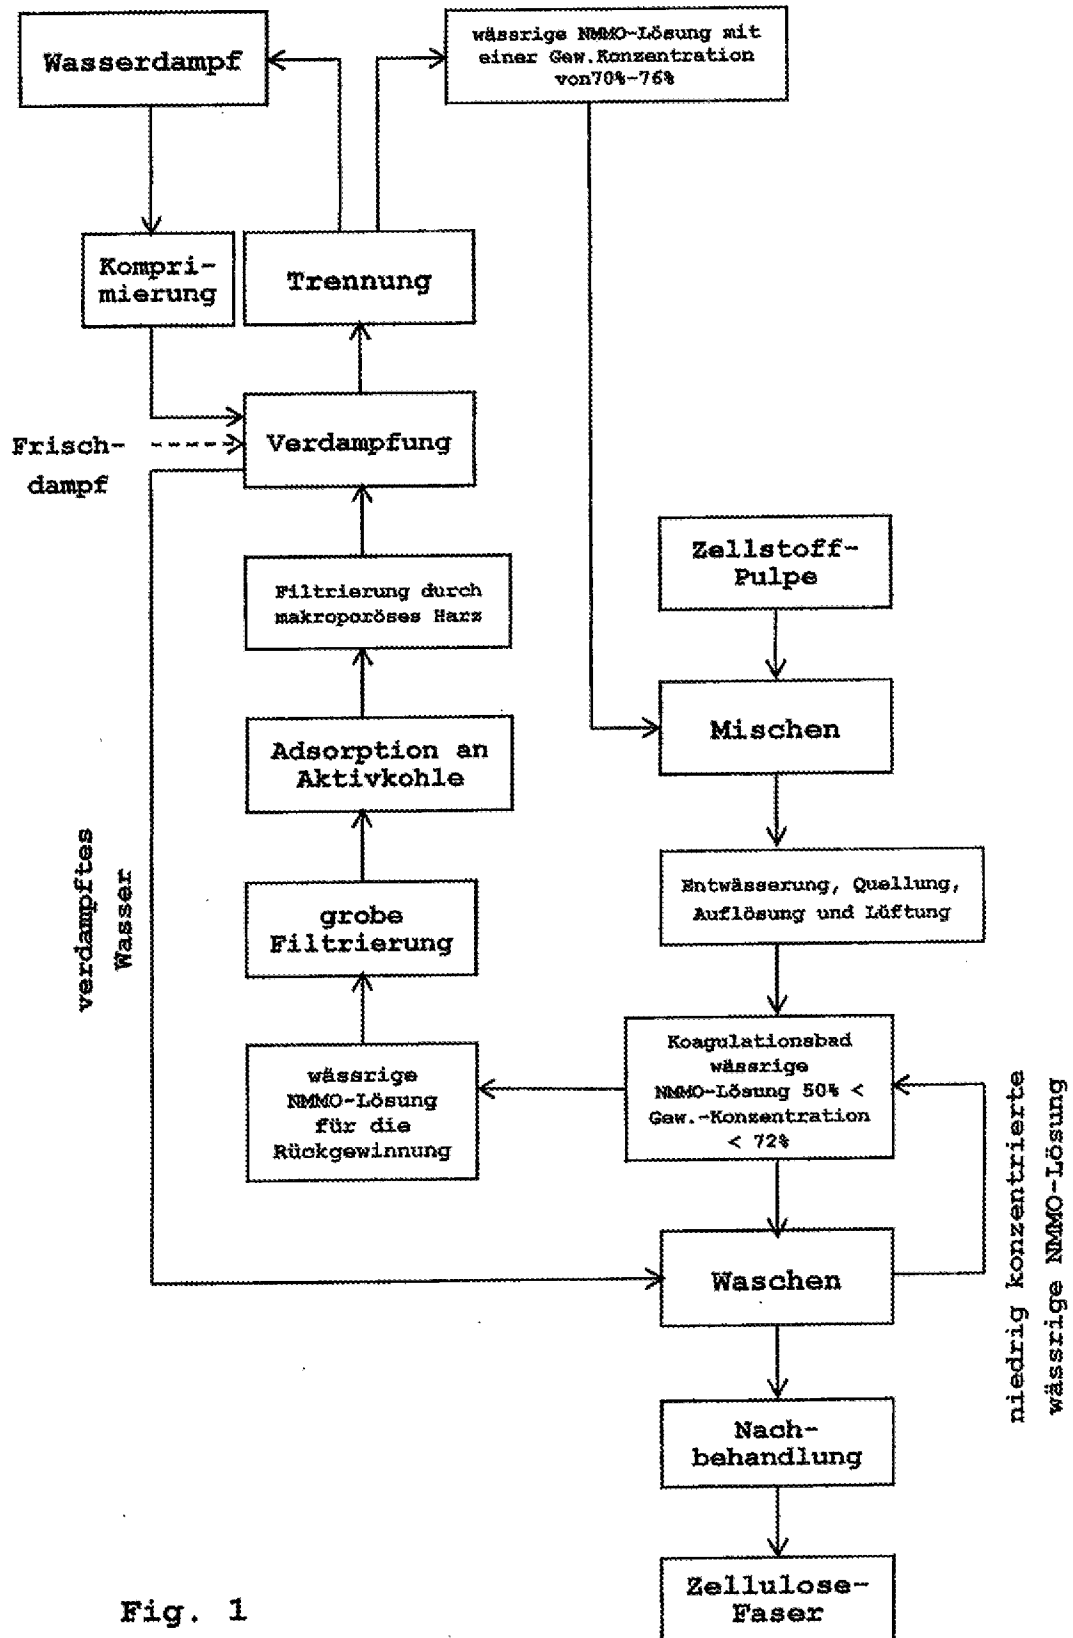 Wasserdampf
wässrige NMMO-Lösung mit
einer Gew.Konzentration
von70%-76%
Kompri-
mierung
Trennung
Frisch-
dampf
Verdampfung
Filtrierung durch
makroporöses Harz
Zellstoff-
Pulpe
Adsorption an
Aktivkohle
Mischen
verdampftes
Wasser
grobe
Filtrierung
Entwässerung, Quellung,
Auflösung und Lüftung
wässrige
NMMO-Lösung
für die
Rückgewinnung
Koagulationsbad
wässrige
NMMO-Lösung 50% <
Gew.-Konzentration
< 72%
niedrig konzentrierte
wässrige NMMO-Lösung
Waschen
Nach-
behandlung
Zellulose-
Faser
Fig. 1